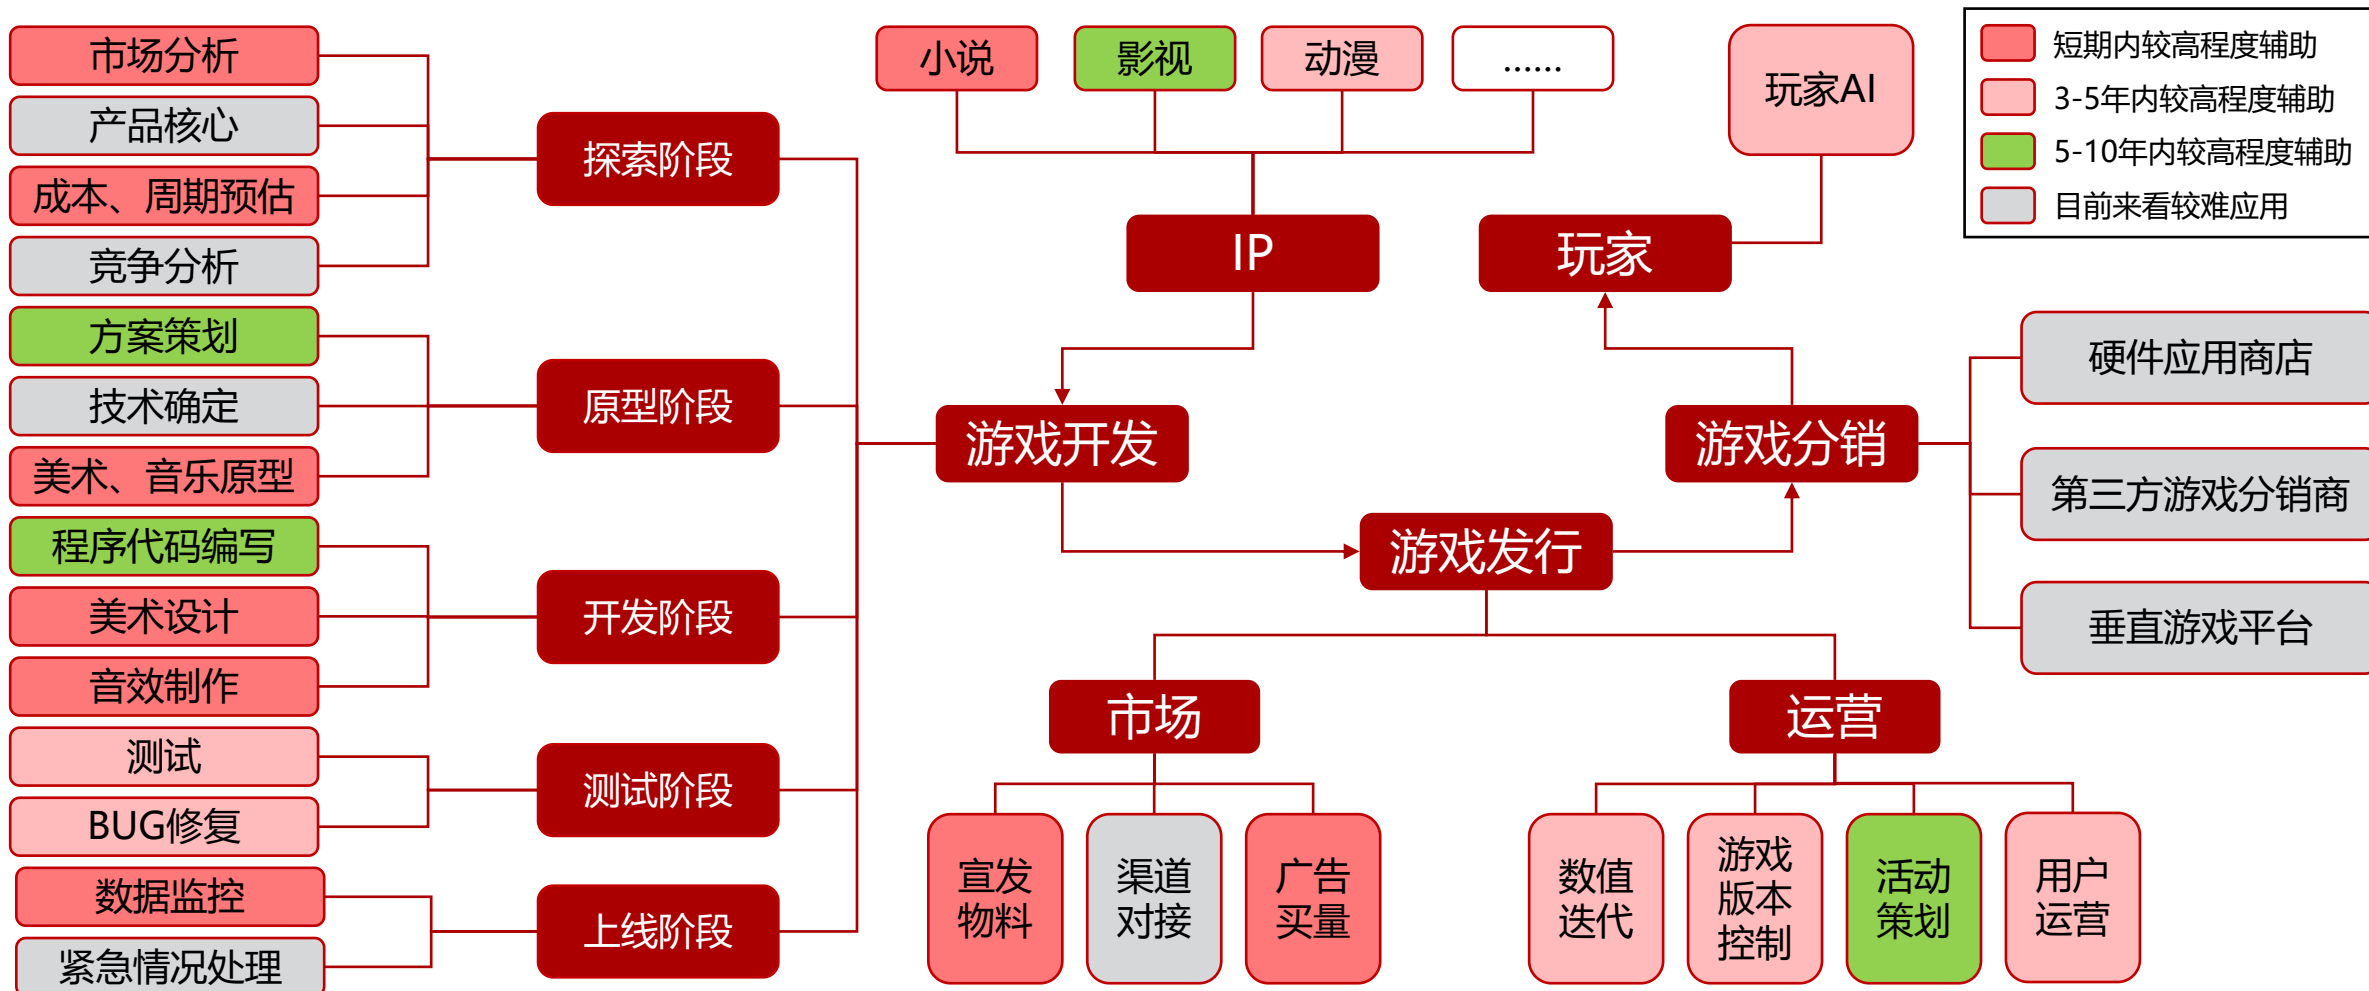 市场分析
产品核心
成本、周期预估
竞争分析
方案策划
技术确定
美术、音乐原型
程序代码编写
美术设计
音效制作
测试
BUG修复
数据监控
紧急情况处理
探索阶段
原型阶段
开发阶段
测试阶段
上线阶段
小说
影视
动漫
......
IP
游戏开发
游戏发行
市场
宣发
物料
渠道
对接
广告
买量
运营
数值
迭代
游戏
版本
控制
活动
策划
用户
运营
玩家AI
玩家
游戏分销
硬件应用商店
第三方游戏分销商
垂直游戏平台
短期内较高程度辅助
3-5年内较高程度辅助
5-10年内较高程度辅助
目前来看较难应用